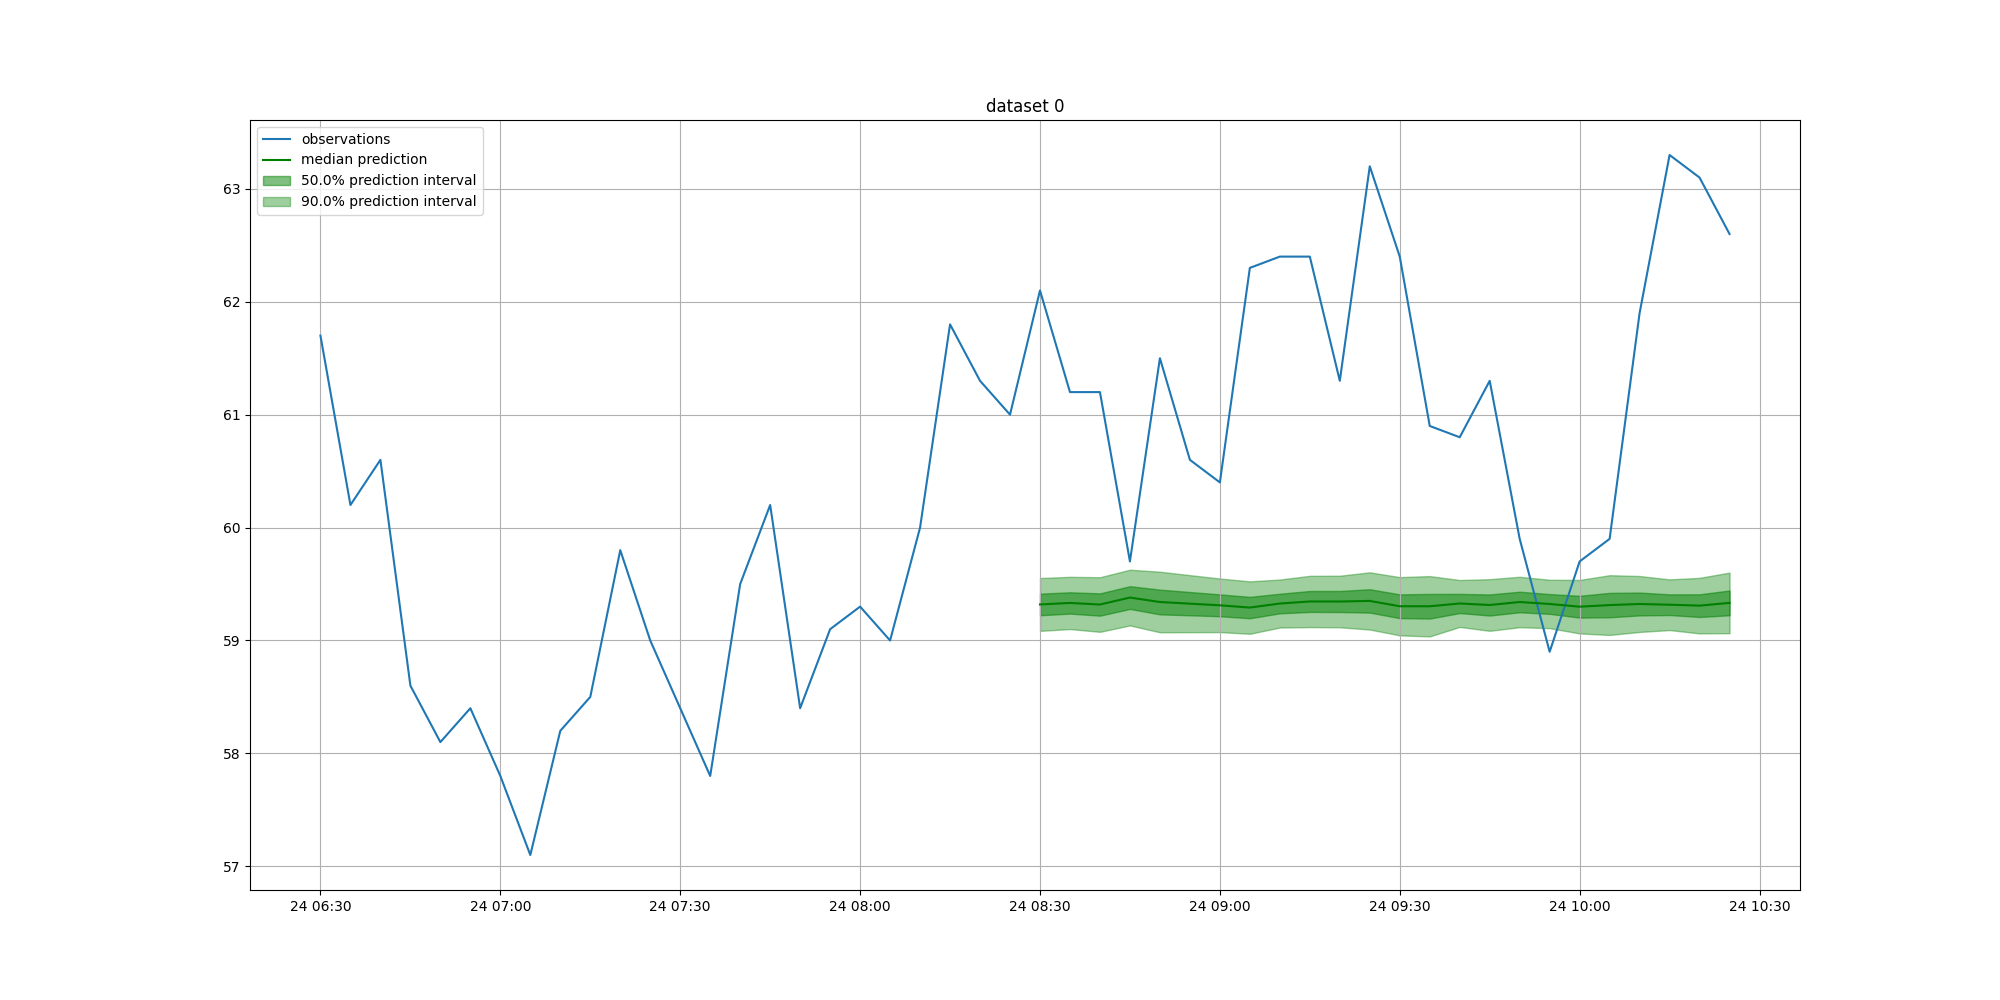 dataset 0
observations
median prediction
50.0% prediction interval
90.0% prediction interval
63
62
61
60
59
58
57
24 06:30 24 07:00 24 07:30 24 08:00 24 08:30 24 09:00 24 09:30 24 10:00 24 10:30